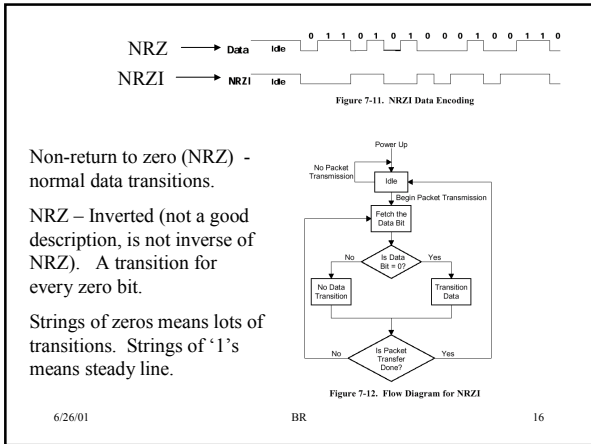 0 1 1 0 1 0 1 0 0 0 1 0 0 1 1 0
NRZ Data Idle
NRZI NRZI Idle
Figure 7-11. NRZI Data Encoding
Non-return to zero (NRZ) -
normal data transitions.
NRZ – Inverted (not a good
description, is not inverse of
NRZ). A transition for
every zero bit.
Strings of zeros means lots of
transitions. Strings of ‘1’s
means steady line.
Power Up
No Packet
Transmission
Idle
Begin Packet Transmission
Fetch the
Data Bit
No
Is Data
Bit = 0?
Yes
No Data
Transition
Transition
Data
No
Is Packet
Transfer
Done?
Yes
Figure 7-12. Flow Diagram for NRZI
6/26/01 BR 16